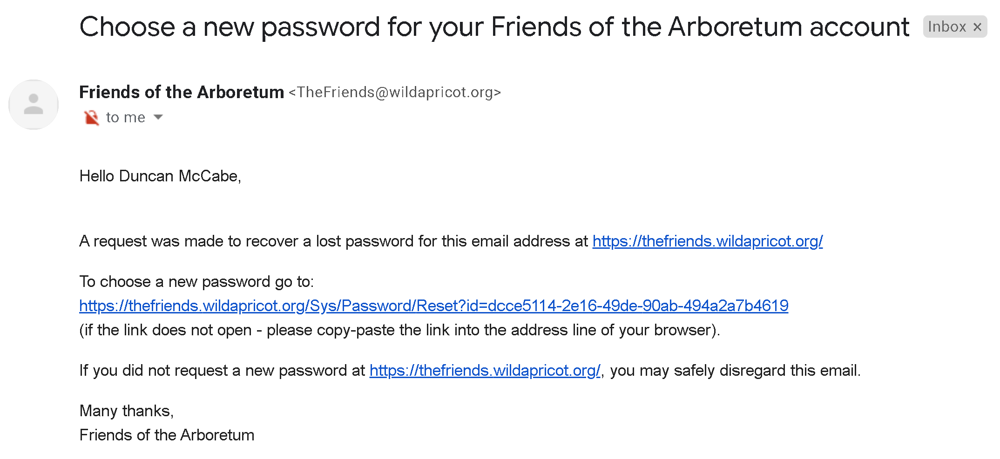 Choose a new password for your Friends of the Arboretum account Inbox ×
Friends of the Arboretum <TheFriends@wildapricot.org>
to me
Hello Duncan McCabe,
A request was made to recover a lost password for this email address at https://thefriends.wildapricot.org/
To choose a new password go to:
https://thefriends.wildapricot.org/Sys/Password/Reset?id=dcce5114-2e16-49de-90ab-494a2a7b4619
(if the link does not open - please copy-paste the link into the address line of your browser).
If you did not request a new password at https://thefriends.wildapricot.org/, you may safely disregard this email.
Many thanks,
Friends of the Arboretum